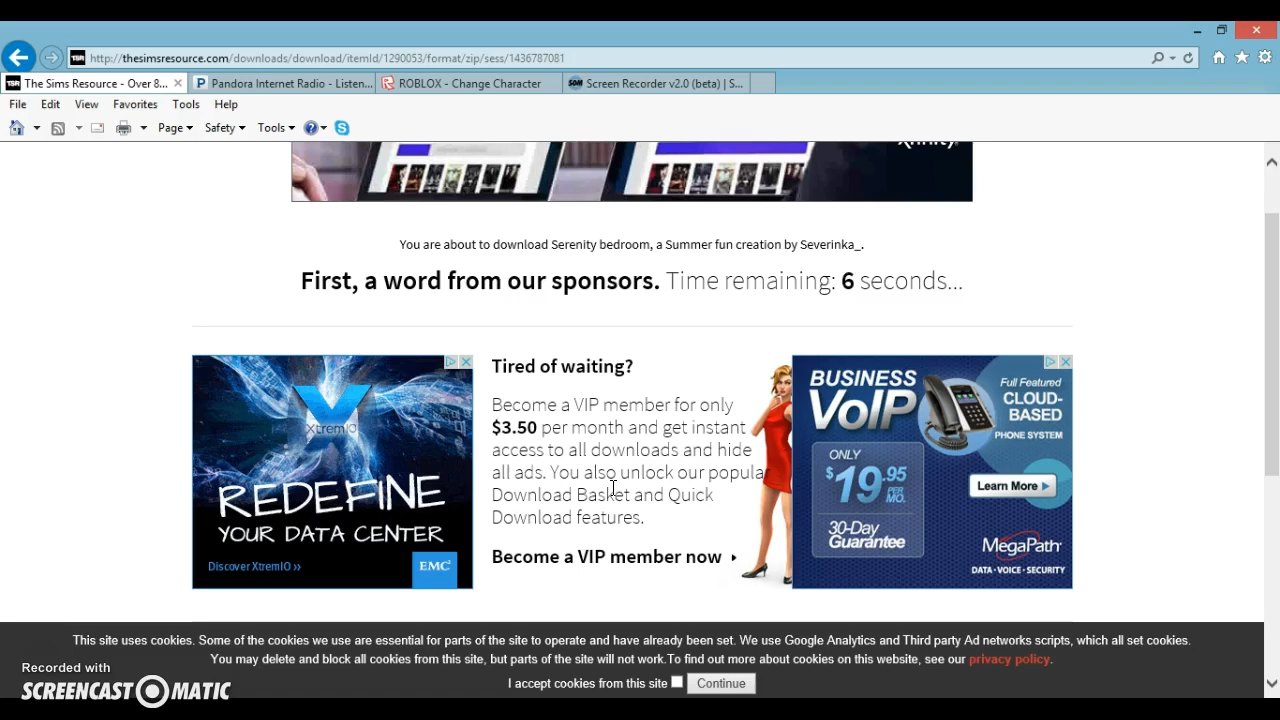 http://thesimsresource.com/downloads/download/itemId/1290053/format/zip/sess/1436787081
TSR The Sims Resource - Over 8... P Pandora Internet Radio - Listen... ROBLOX - Change Character SOM Screen Recorder v2.0 (beta) | S...
File Edit View Favorites Tools Help
Page Safety Tools
xfinity
You are about to download Serenity bedroom, a Summer fun creation by Severinka_.
First, a word from our sponsors. Time remaining: 6 seconds...
XtremIO
REDEFINE
YOUR DATA CENTER
Discover XtremIO »
EMC²
Tired of waiting?
Become a VIP member for only
$3.50 per month and get instant
access to all downloads and hide
all ads. You also unlock our popular
Download Basket and Quick
Download features.
Become a VIP member now
BUSINESS
VoIP
Full Featured
CLOUD-
BASED
PHONE SYSTEM
ONLY
$19.95
PER
MO.
30-Day
Guarantee
Learn More
MegaPath
DATA • VOICE • SECURITY
This site uses cookies. Some of the cookies we use are essential for parts of the site to operate and have already been set. We use Google Analytics and Third party Ad networks scripts, which all set cookies.
You may delete and block all cookies from this site, but parts of the site will not work.To find out more about cookies on this website, see our privacy policy.
I accept cookies from this site Continue
Recorded with
SCREENCAST MATIC